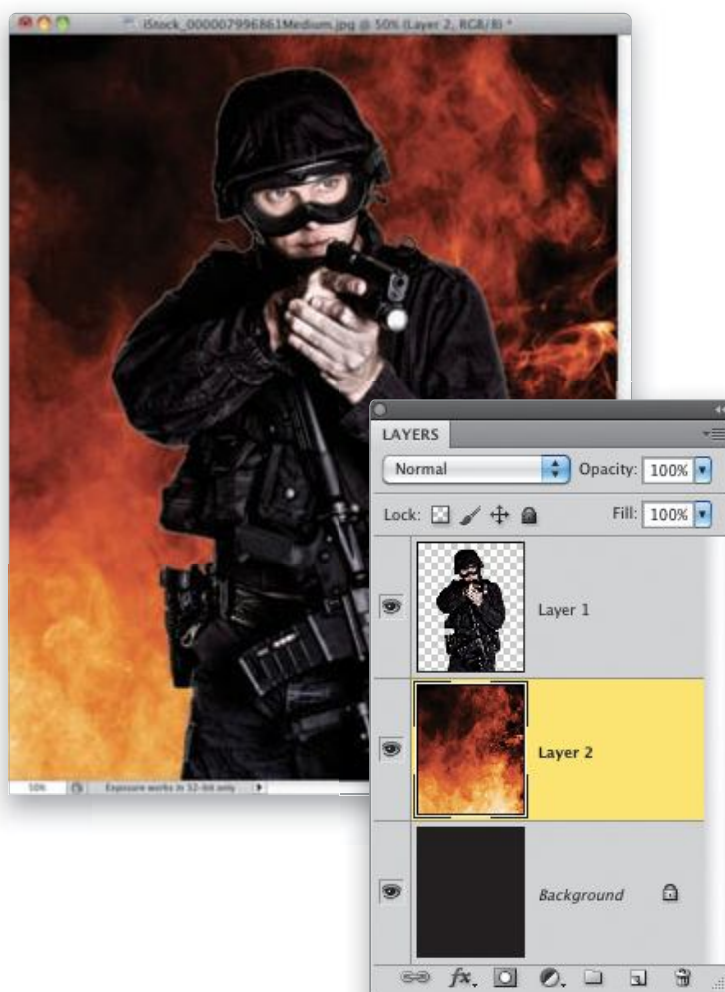 iStock_000007996861Medium.jpg @ 50% (Layer 2, RGB/8) *
LAYERS
Normal
Opacity: 100%
Lock:
Fill: 100%
Layer 1
Layer 2
Background
50%
Exposure works in 32-bit only
fx.